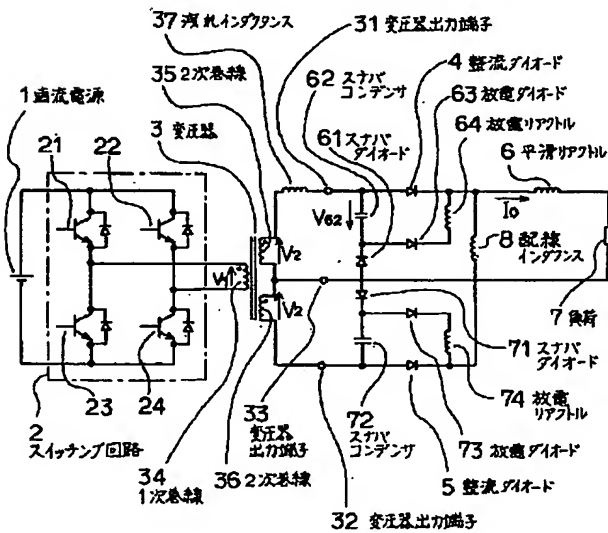 37 洩れインダクタンス
31 変圧器出力端子
35 2次巻線
62 スナバ
コンデンサ
4 整流ダイオード
1 直流電源
3 変圧器
61 スナバ
ダイオード
63 放電ダイオード
64 放電リアクトル
21
22
6 平滑リアクトル
V62
I0
8 配線
インダクタンス
V1
V2
V2
7 負荷
71 スナバ
ダイオード
23
24
33
変圧器
出力端子
72
スナバ
コンデンサ
74 放電
リアクトル
2
スイッチング回路
34
1次巻線
36 2次巻線
73 放電ダイオード
5 整流ダイオード
32 変圧器出力端子